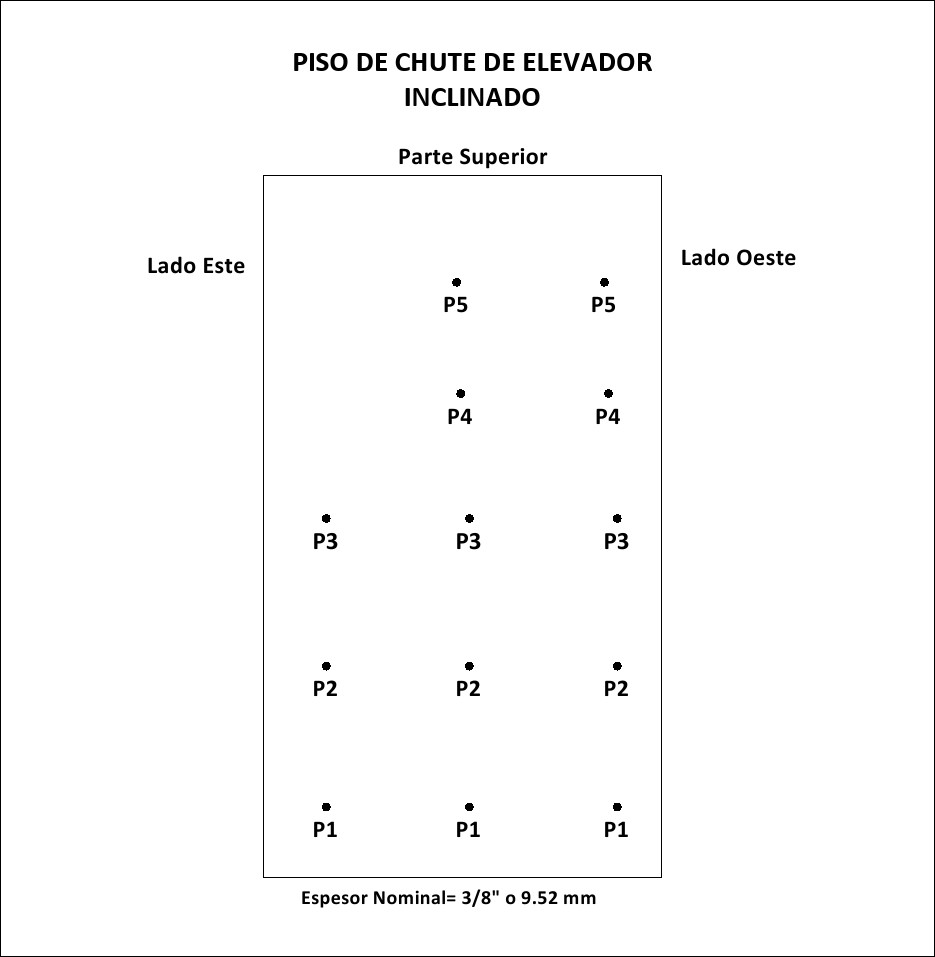 PISO DE CHUTE DE ELEVADOR
INCLINADO
Parte Superior
Lado Este
Lado Oeste
P5 P5
P4 P4
P3 P3 P3
P2 P2 P2
P1 P1 P1
Espesor Nominal= 3/8" o 9.52 mm